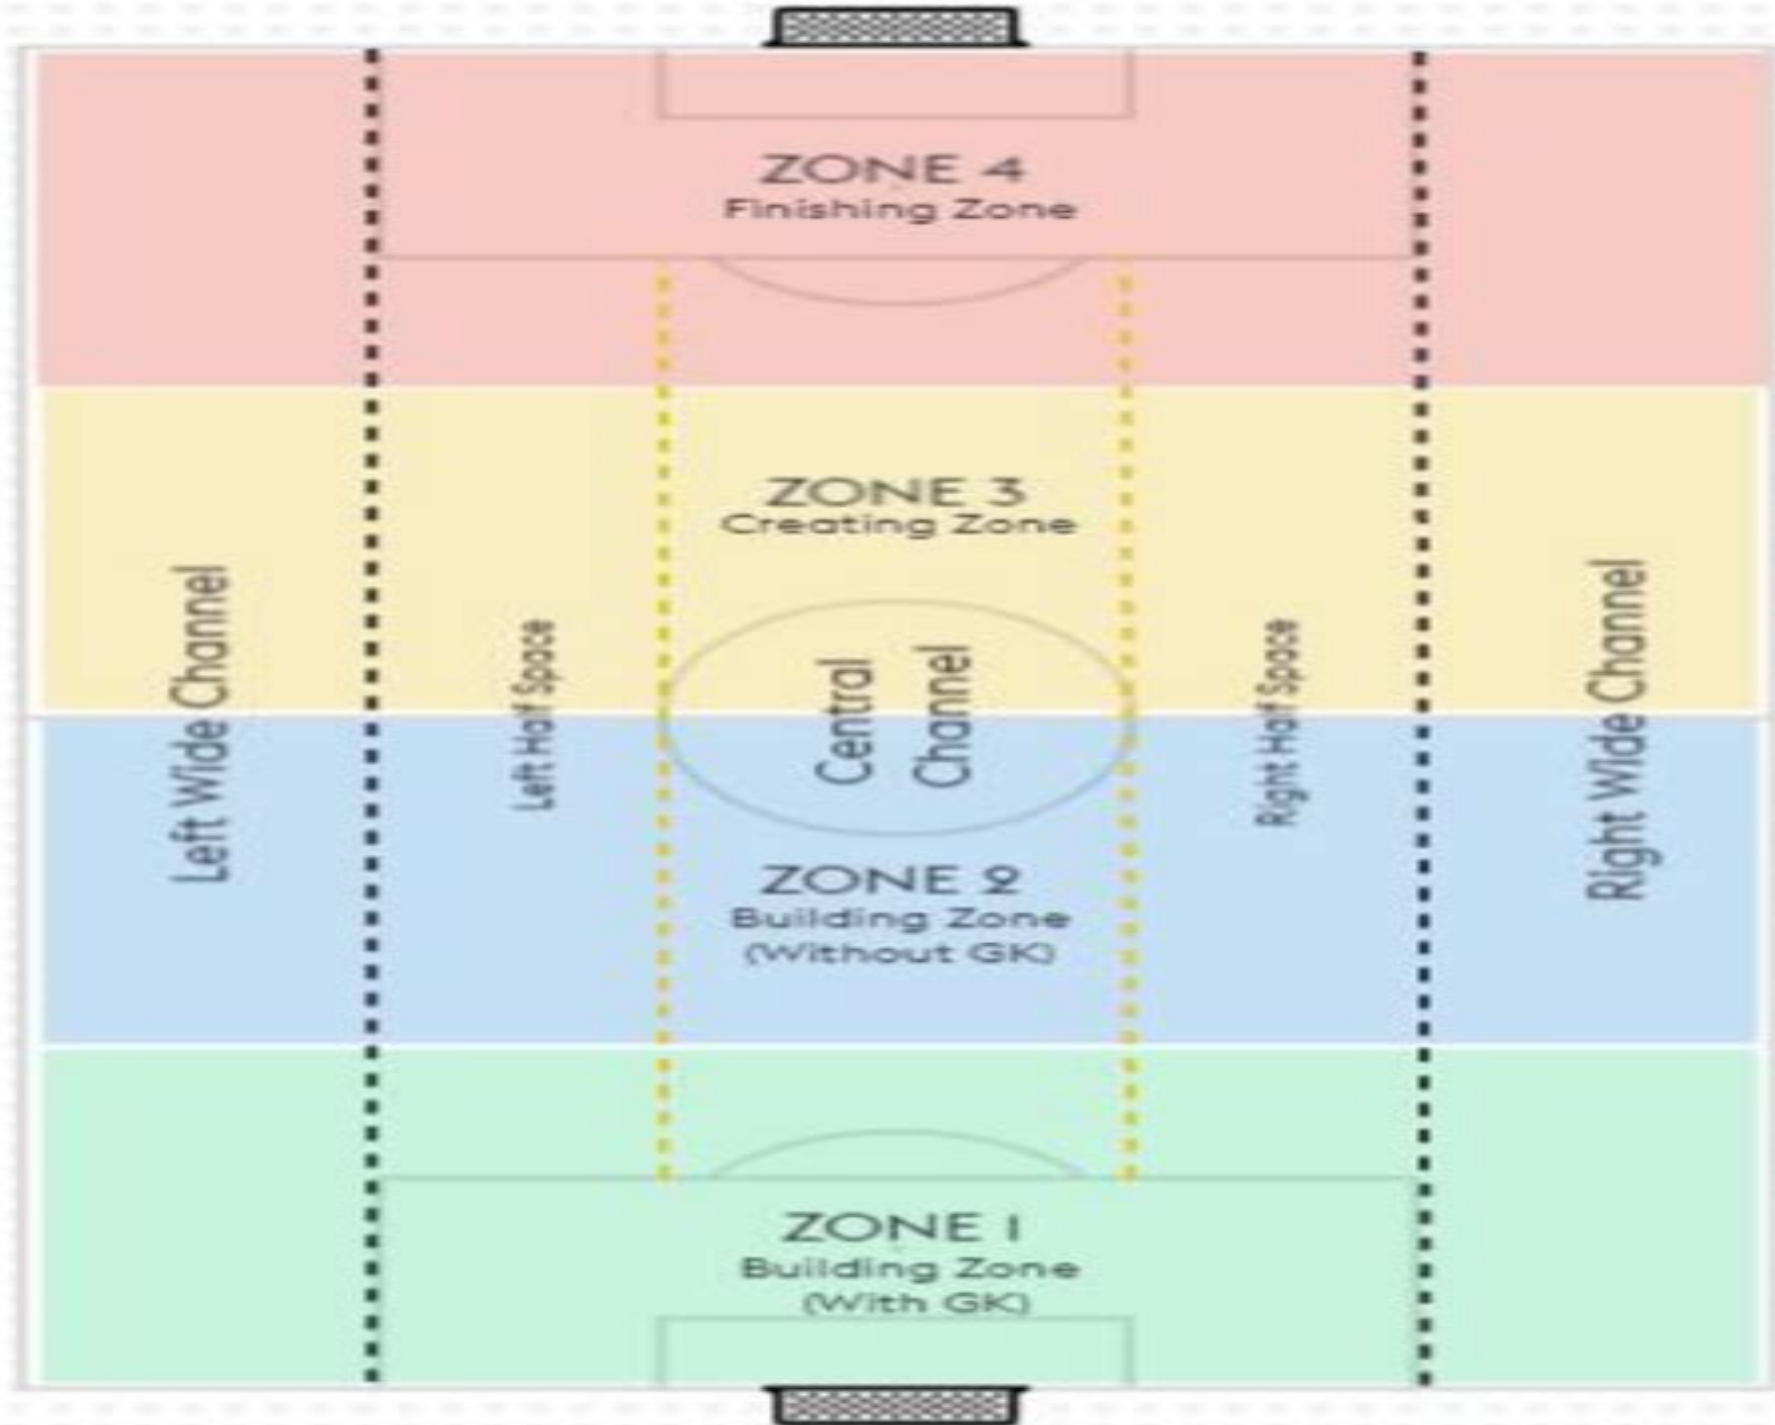 ZONE 4
Finishing Zone
ZONE 3
Creating Zone
Left Wide Channel
Left Half Space
Central
Channel
Right Half Space
Right Wide Channel
ZONE 2
Building Zone
(Without GK)
ZONE 1
Building Zone
(With GK)